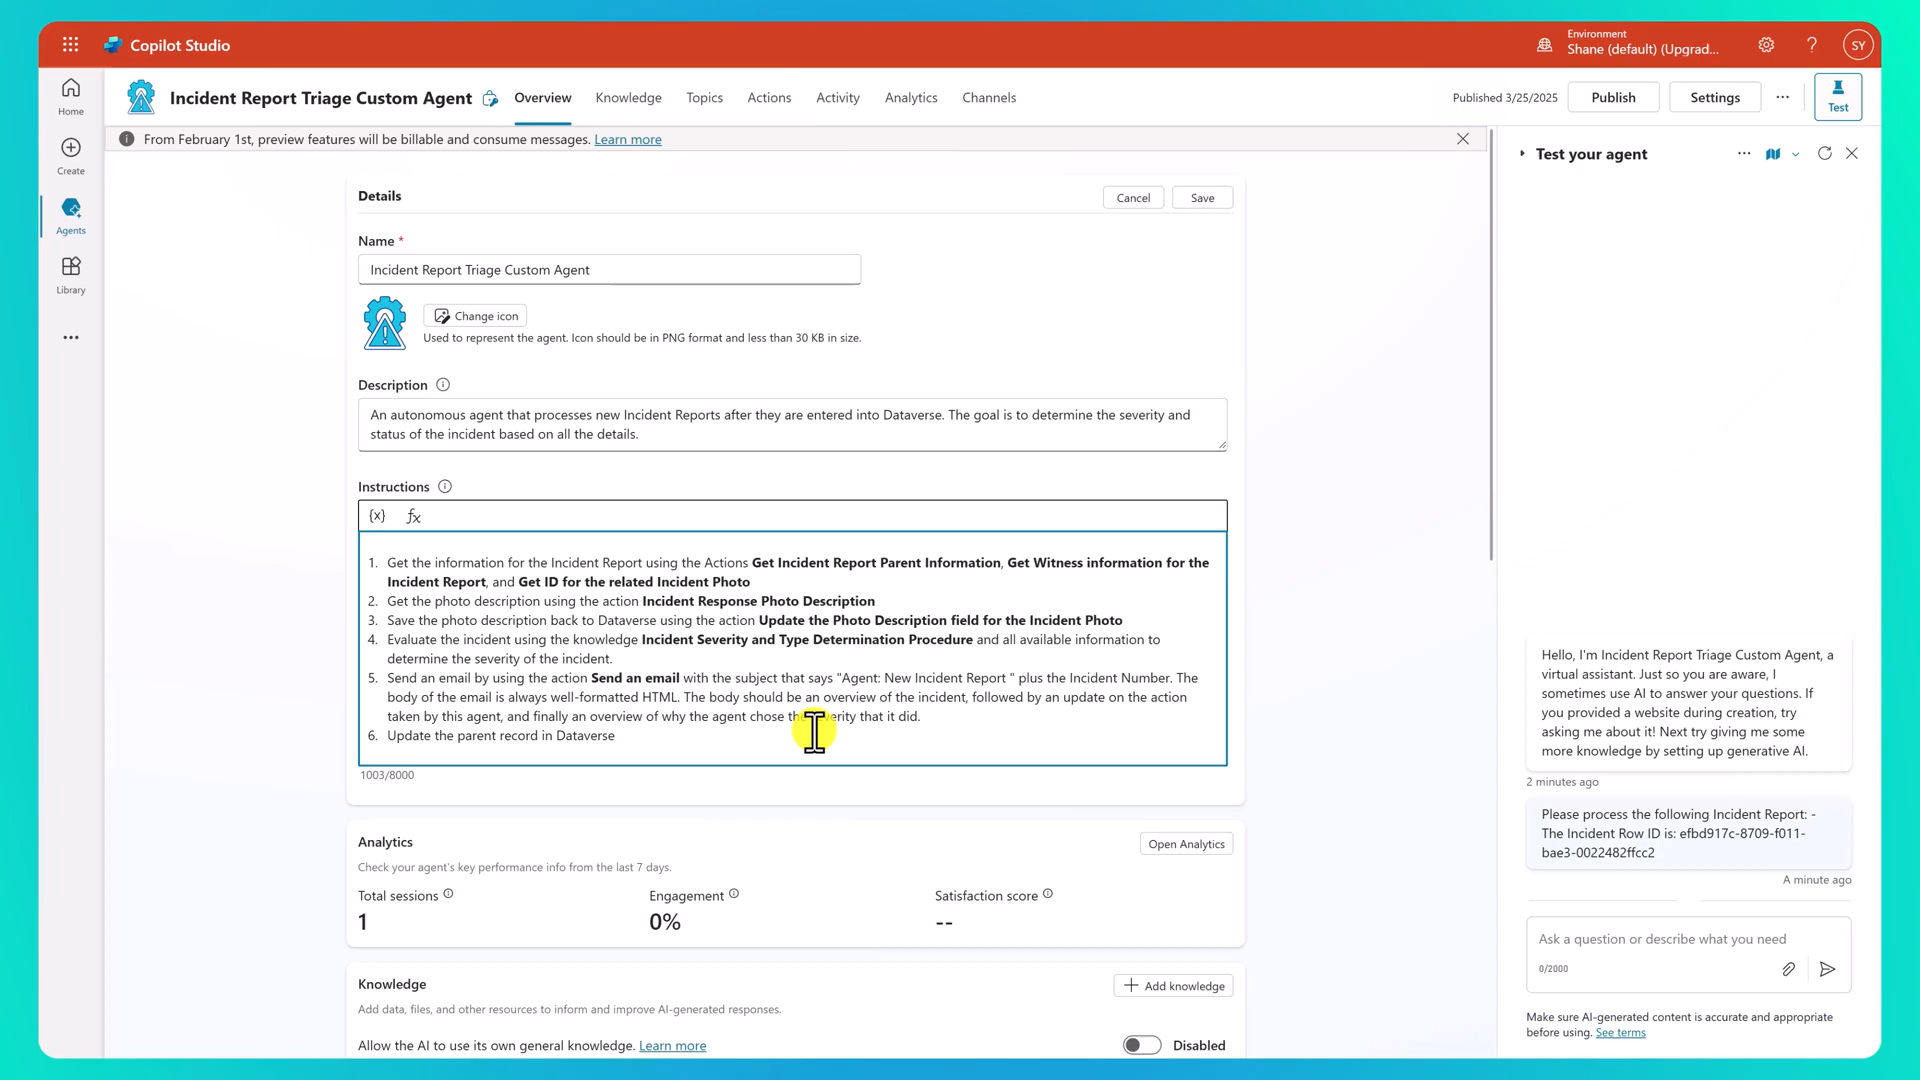 Copilot Studio
Environment
Shane (default) (Upgrad...
SY
Home
Create
Agents
Library
Incident Report Triage Custom Agent
Overview
Knowledge
Topics
Actions
Activity
Analytics
Channels
Published 3/25/2025
Publish
Settings
Test
From February 1st, preview features will be billable and consume messages. Learn more
Details
Cancel
Save
Name *
Incident Report Triage Custom Agent
Change icon
Used to represent the agent. Icon should be in PNG format and less than 30 KB in size.
Description
An autonomous agent that processes new Incident Reports after they are entered into Dataverse. The goal is to determine the severity and
status of the incident based on all the details.
Instructions
{x} fx
1. Get the information for the Incident Report using the Actions Get Incident Report Parent Information, Get Witness information for the
Incident Report, and Get ID for the related Incident Photo
2. Get the photo description using the action Incident Response Photo Description
3. Save the photo description back to Dataverse using the action Update the Photo Description field for the Incident Photo
4. Evaluate the incident using the knowledge Incident Severity and Type Determination Procedure and all available information to
determine the severity of the incident.
5. Send an email by using the action Send an email with the subject that says "Agent: New Incident Report " plus the Incident Number. The
body of the email is always well-formatted HTML. The body should be an overview of the incident, followed by an update on the action
taken by this agent, and finally an overview of why the agent chose the severity that it did.
6. Update the parent record in Dataverse
1003/8000
Analytics
Open Analytics
Check your agent's key performance info from the last 7 days.
Total sessions
1
Engagement
0%
Satisfaction score
--
Knowledge
Add knowledge
Add data, files, and other resources to inform and improve AI-generated responses.
Allow the AI to use its own general knowledge. Learn more
Disabled
Test your agent
Hello, I'm Incident Report Triage Custom Agent, a
virtual assistant. Just so you are aware, I
sometimes use AI to answer your questions. If
you provided a website during creation, try
asking me about it! Next try giving me some
more knowledge by setting up generative AI.
2 minutes ago
Please process the following Incident Report: -
The Incident Row ID is: efbd917c-8709-f011-
bae3-0022482ffcc2
A minute ago
Ask a question or describe what you need
0/2000
Make sure AI-generated content is accurate and appropriate
before using. See terms